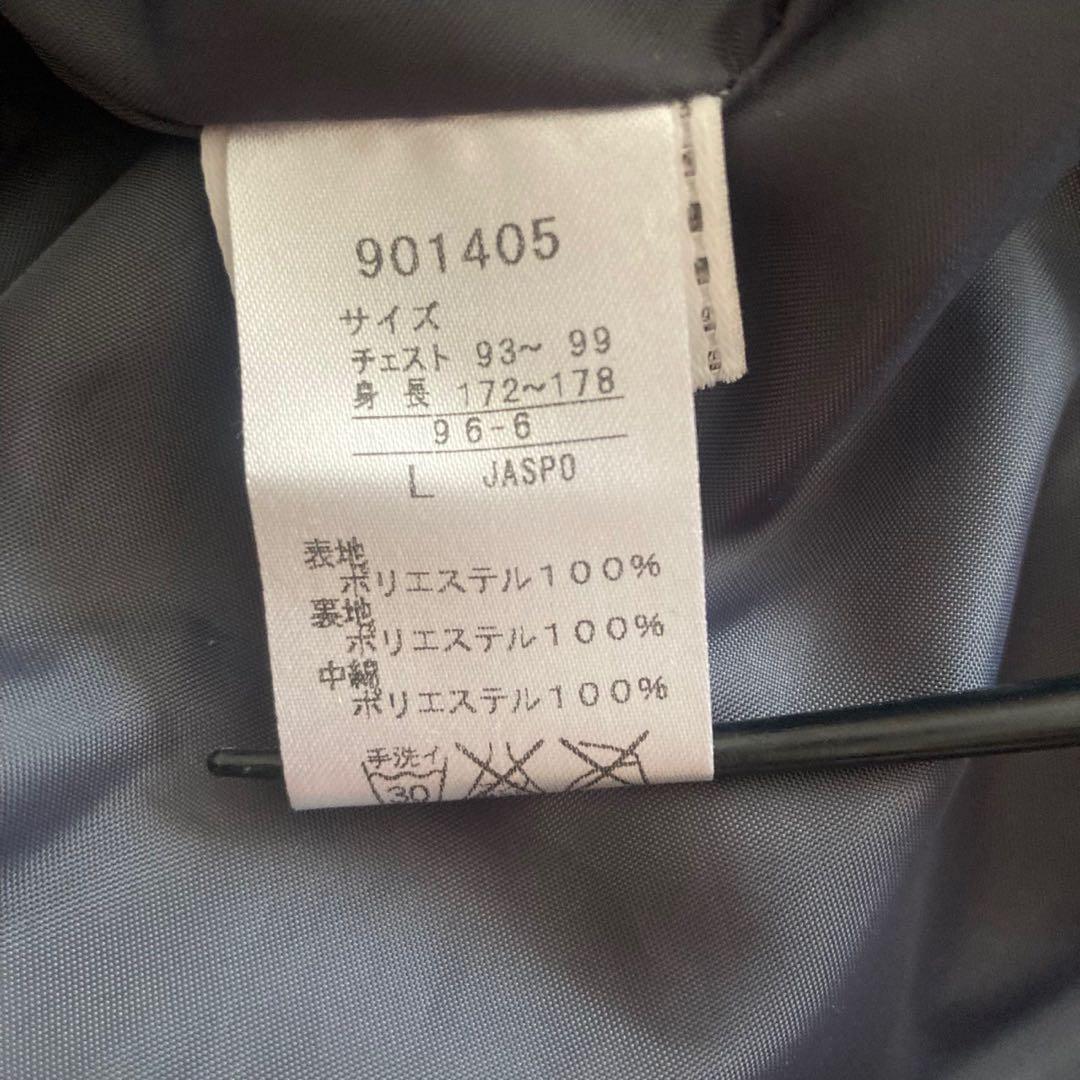 901405
サイズ
チェスト 93～ 99
身 長 172～178
96-6
L JASPO
表地
ポリエステル100%
裏地
ポリエステル100%
中綿
ポリエステル100%
手洗イ
30